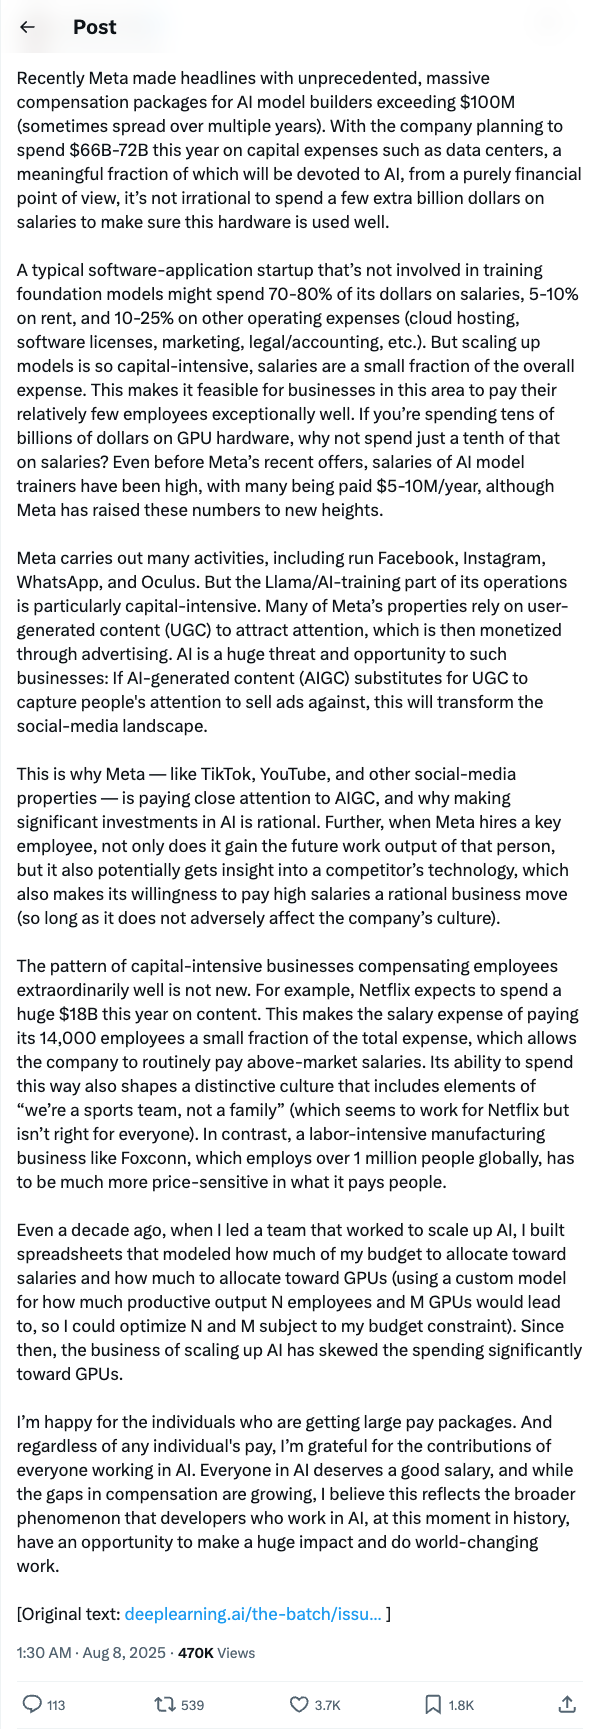 Post
Recently Meta made headlines with unprecedented, massive
compensation packages for AI model builders exceeding $100M
(sometimes spread over multiple years). With the company planning to
spend $66B-72B this year on capital expenses such as data centers, a
meaningful fraction of which will be devoted to AI, from a purely financial
point of view, it’s not irrational to spend a few extra billion dollars on
salaries to make sure this hardware is used well.
A typical software-application startup that’s not involved in training
foundation models might spend 70-80% of its dollars on salaries, 5-10%
on rent, and 10-25% on other operating expenses (cloud hosting,
software licenses, marketing, legal/accounting, etc.). But scaling up
models is so capital-intensive, salaries are a small fraction of the overall
expense. This makes it feasible for businesses in this area to pay their
relatively few employees exceptionally well. If you’re spending tens of
billions of dollars on GPU hardware, why not spend just a tenth of that
on salaries? Even before Meta’s recent offers, salaries of AI model
trainers have been high, with many being paid $5-10M/year, although
Meta has raised these numbers to new heights.
Meta carries out many activities, including run Facebook, Instagram,
WhatsApp, and Oculus. But the Llama/AI-training part of its operations
is particularly capital-intensive. Many of Meta’s properties rely on user-
generated content (UGC) to attract attention, which is then monetized
through advertising. AI is a huge threat and opportunity to such
businesses: If AI-generated content (AIGC) substitutes for UGC to
capture people's attention to sell ads against, this will transform the
social-media landscape.
This is why Meta — like TikTok, YouTube, and other social-media
properties — is paying close attention to AIGC, and why making
significant investments in AI is rational. Further, when Meta hires a key
employee, not only does it gain the future work output of that person,
but it also potentially gets insight into a competitor’s technology, which
also makes its willingness to pay high salaries a rational business move
(so long as it does not adversely affect the company’s culture).
The pattern of capital-intensive businesses compensating employees
extraordinarily well is not new. For example, Netflix expects to spend a
huge $18B this year on content. This makes the salary expense of paying
its 14,000 employees a small fraction of the total expense, which allows
the company to routinely pay above-market salaries. Its ability to spend
this way also shapes a distinctive culture that includes elements of
“we’re a sports team, not a family” (which seems to work for Netflix but
isn’t right for everyone). In contrast, a labor-intensive manufacturing
business like Foxconn, which employs over 1 million people globally, has
to be much more price-sensitive in what it pays people.
Even a decade ago, when I led a team that worked to scale up AI, I built
spreadsheets that modeled how much of my budget to allocate toward
salaries and how much to allocate toward GPUs (using a custom model
for how much productive output N employees and M GPUs would lead
to, so I could optimize N and M subject to my budget constraint). Since
then, the business of scaling up AI has skewed the spending significantly
toward GPUs.
I’m happy for the individuals who are getting large pay packages. And
regardless of any individual's pay, I’m grateful for the contributions of
everyone working in AI. Everyone in AI deserves a good salary, and while
the gaps in compensation are growing, I believe this reflects the broader
phenomenon that developers who work in AI, at this moment in history,
have an opportunity to make a huge impact and do world-changing
work.
[Original text: deeplearning.ai/the-batch/issu... ]
1:30 AM · Aug 8, 2025 · 470K Views
113 539 3.7K 1.8K